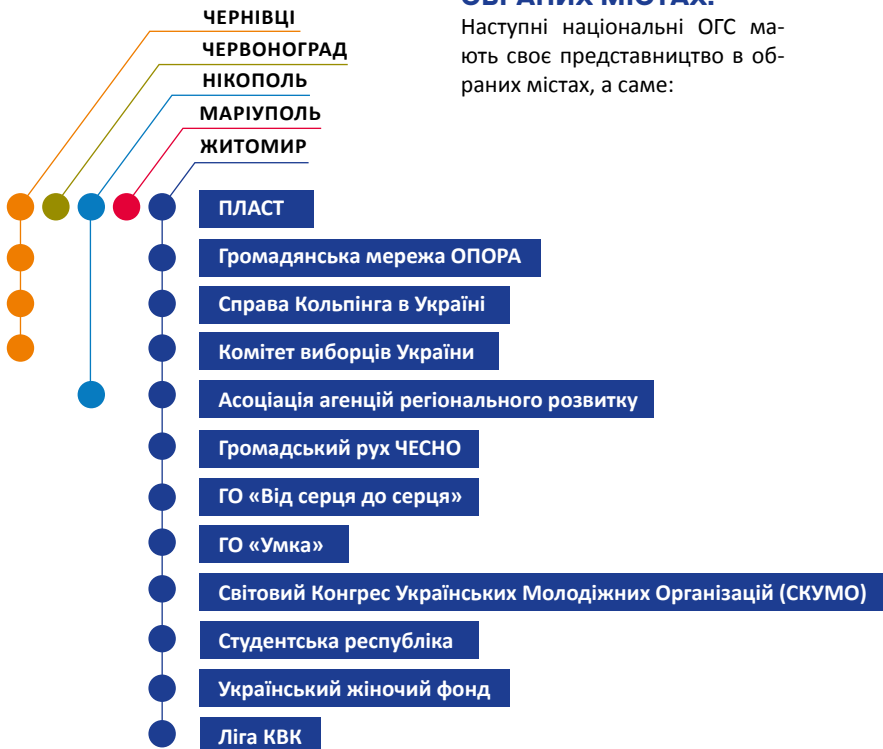 ОБРАНИХ МІСТАХ:
Наступні національні ОГС ма-
ють своє представництво в об-
раних містах, а саме:
ЧЕРНІВЦІ
ЧЕРВОНОГРАД
НІКОПОЛЬ
МАРІУПОЛЬ
ЖИТОМИР
ПЛАСТ
Громадянська мережа ОПОРА
Справа Кольпінга в Україні
Комітет виборців України
Асоціація агенцій регіонального розвитку
Громадський рух ЧЕСНО
ГО «Від серця до серця»
ГО «Умка»
Світовий Конгрес Українських Молодіжних Організацій (СКУМО)
Студентська республіка
Український жіночий фонд
Ліга КВК